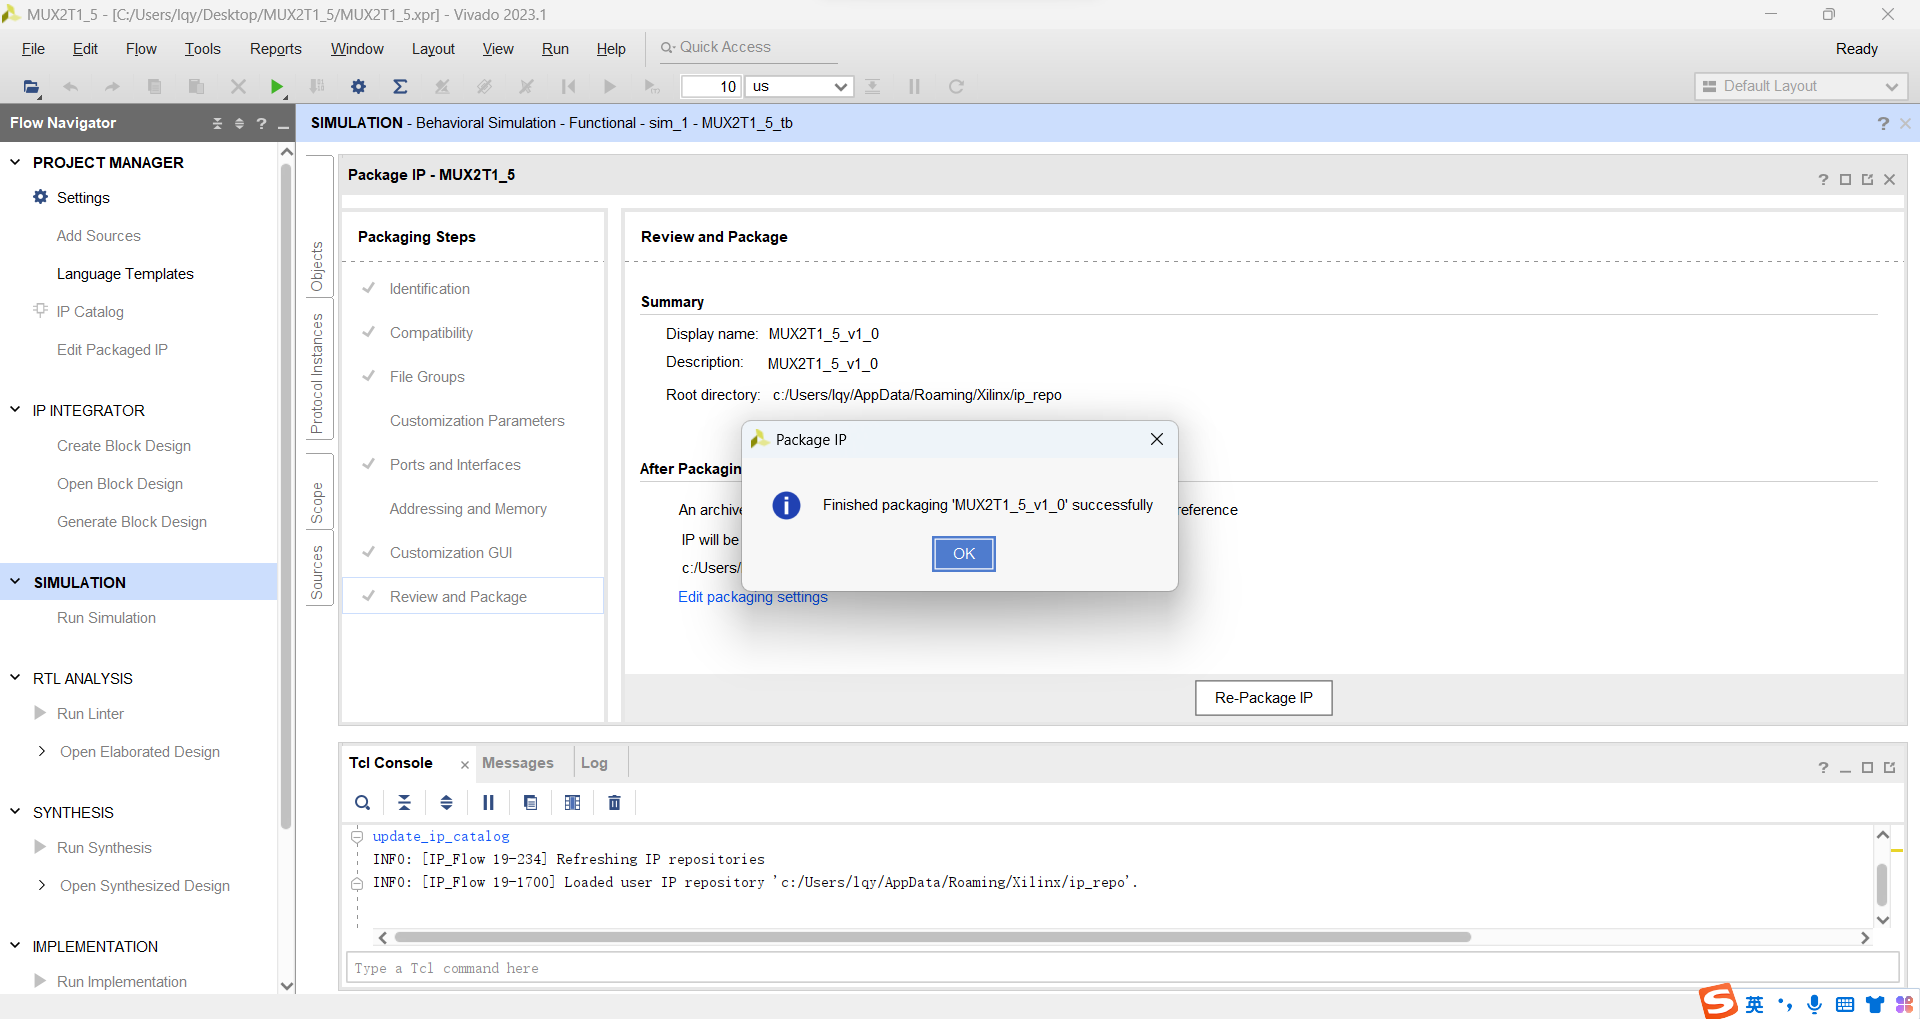 MUX2T1_5 - [C:/Users/lqy/Desktop/MUX2T1_5/MUX2T1_5.xpr] - Vivado 2023.1
File Edit Flow Tools Reports Window Layout View Run Help
Quick Access
Ready
10 us
Default Layout
Flow Navigator
SIMULATION - Behavioral Simulation - Functional - sim_1 - MUX2T1_5_tb
PROJECT MANAGER
Settings
Add Sources
Language Templates
IP Catalog
Edit Packaged IP
IP INTEGRATOR
Create Block Design
Open Block Design
Generate Block Design
SIMULATION
Run Simulation
RTL ANALYSIS
Run Linter
Open Elaborated Design
SYNTHESIS
Run Synthesis
Open Synthesized Design
IMPLEMENTATION
Run Implementation
Objects
Protocol Instances
Scope
Sources
Package IP - MUX2T1_5
Packaging Steps
Identification
Compatibility
File Groups
Customization Parameters
Ports and Interfaces
Addressing and Memory
Customization GUI
Review and Package
Review and Package
Summary
Display name: MUX2T1_5_v1_0
Description: MUX2T1_5_v1_0
Root directory: c:/Users/lqy/AppData/Roaming/Xilinx/ip_repo
After Packagin
An archive
eference
IP will be
c:/Users/
Edit packaging settings
Package IP
Finished packaging 'MUX2T1_5_v1_0' successfully
OK
Re-Package IP
Tcl Console Messages Log
update_ip_catalog
INFO: [IP_Flow 19-234] Refreshing IP repositories
INFO: [IP_Flow 19-1700] Loaded user IP repository 'c:/Users/lqy/AppData/Roaming/Xilinx/ip_repo'.
Type a Tcl command here
英